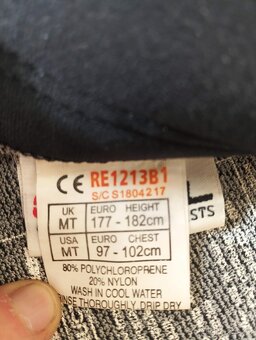 CE RE1213B1
S/C S1804217
UK EURO HEIGHT
MT 177 - 182cm
USA EURO CHEST
MT 97 - 102cm
80% POLYCHLOROPRENE
20% NYLON
WASH IN COOL WATER
RINSE THOROUGHLY DRIP DRY
L
STS